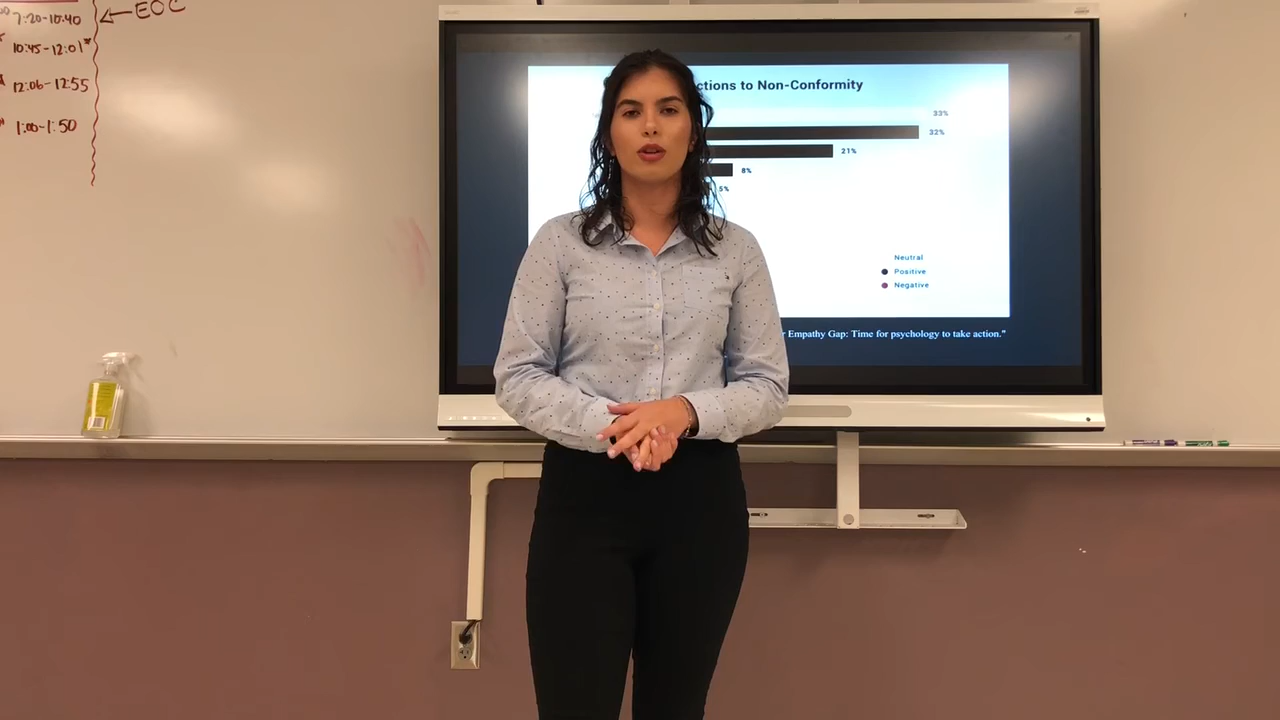 7:20-10:40
← EOC
10:45-12:01*
12:06-12:55
1:00-1:50
ctions to Non-Conformity
33%
32%
21%
8%
5%
Neutral
Positive
Negative
Empathy Gap: Time for psychology to take action."